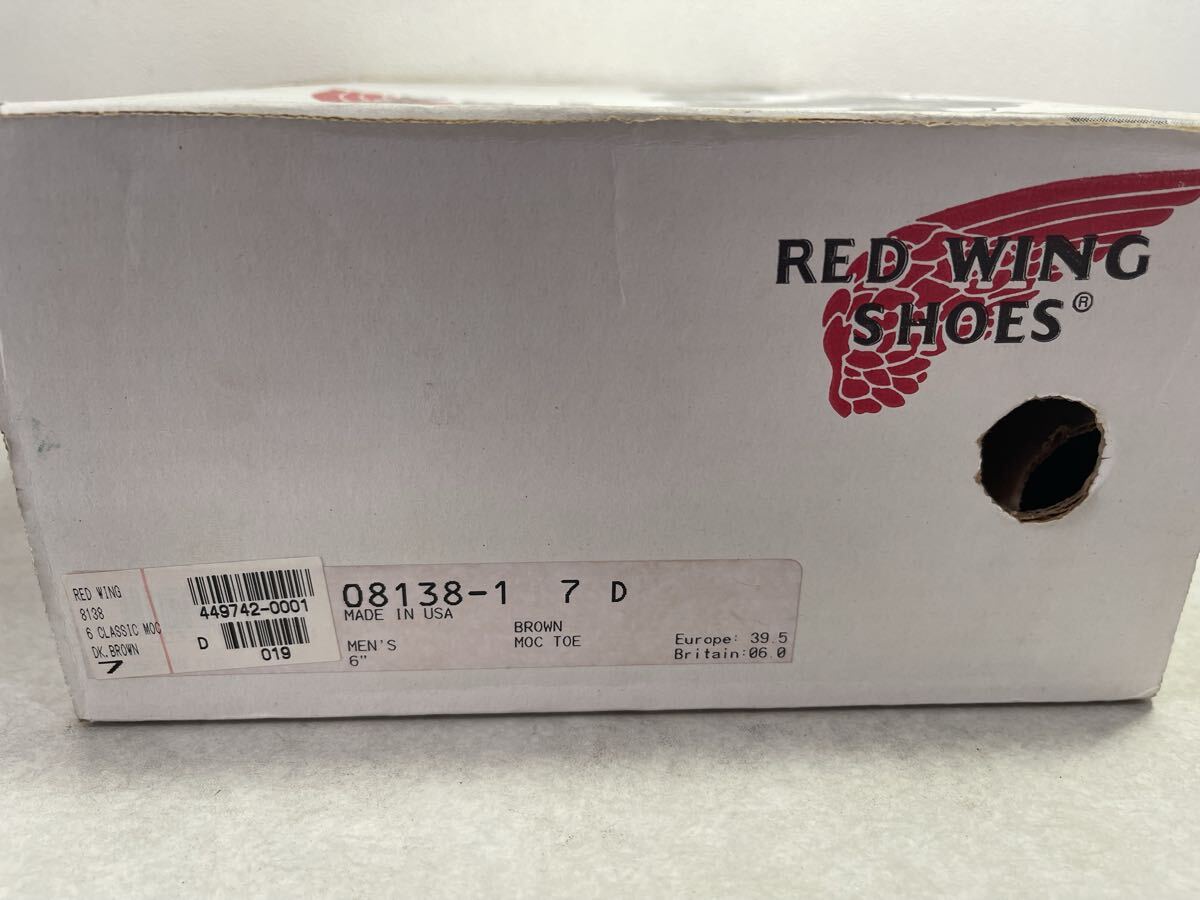 RED WING
SHOES®
RED WING
8138
6 CLASSIC MOC
DK.BROWN
7
449742-0001
D
019
08138-1 7 D
MADE IN USA
BROWN
MEN'S MOC TOE
6"
Europe: 39.5
Britain:06.0